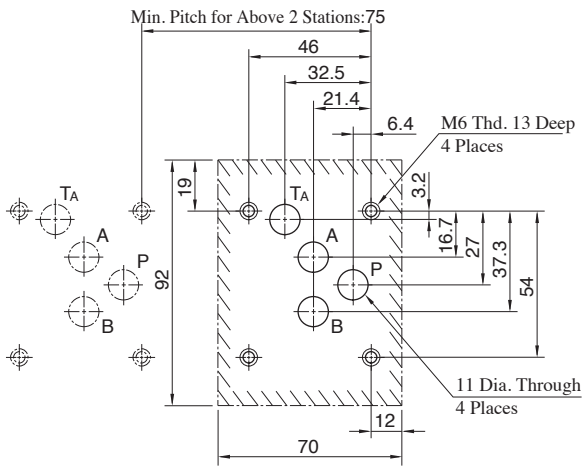 Min. Pitch for Above 2 Stations:75
46
32.5
21.4
6.4
M6 Thd. 13 Deep
4 Places
19
3.2
TA
TA
16.7
A
A
27
P
P
37.3
92
54
B
B
11 Dia. Through
4 Places
12
70